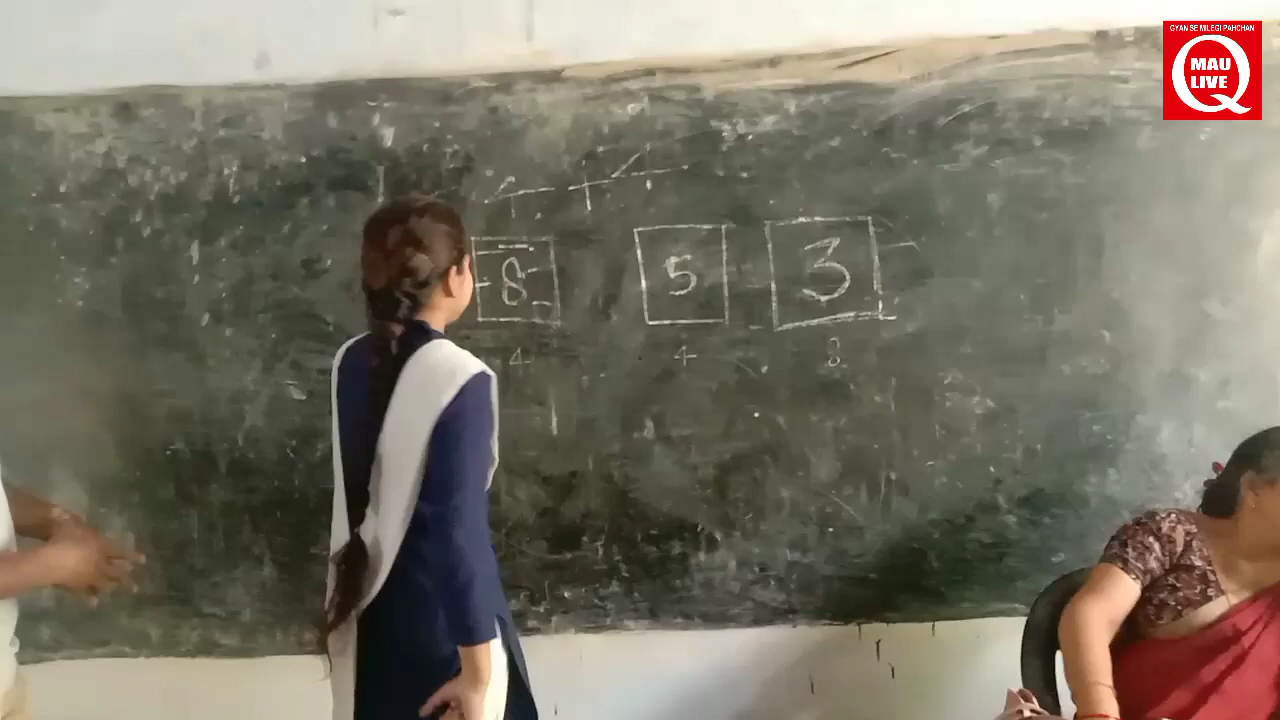 GYAN SE MILEGI PAHCHAN
MAU
LIVE
8 5 3
4 4 8